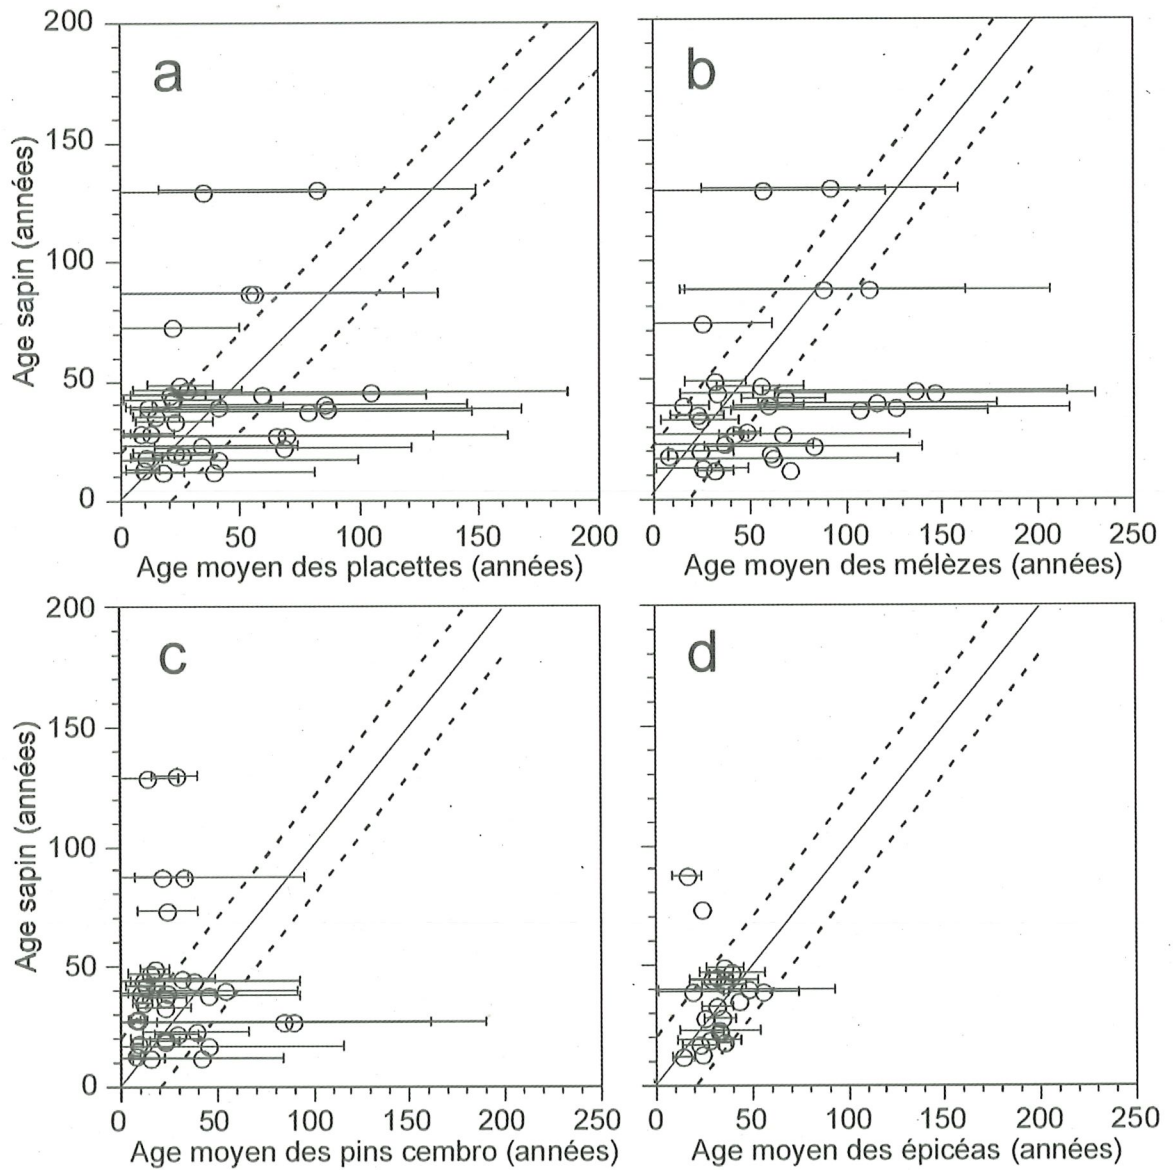 a
b
200
150
100
50
0
Age sapin (années)
0 50 100 150 200
Age moyen des placettes (années)
0 50 100 150 200 250
Age moyen des mélèzes (années)
c
d
200
150
100
50
0
Age sapin (années)
0 50 100 150 200 250
Age moyen des pins cembro (années)
0 50 100 150 200 250
Age moyen des épicéas (années)